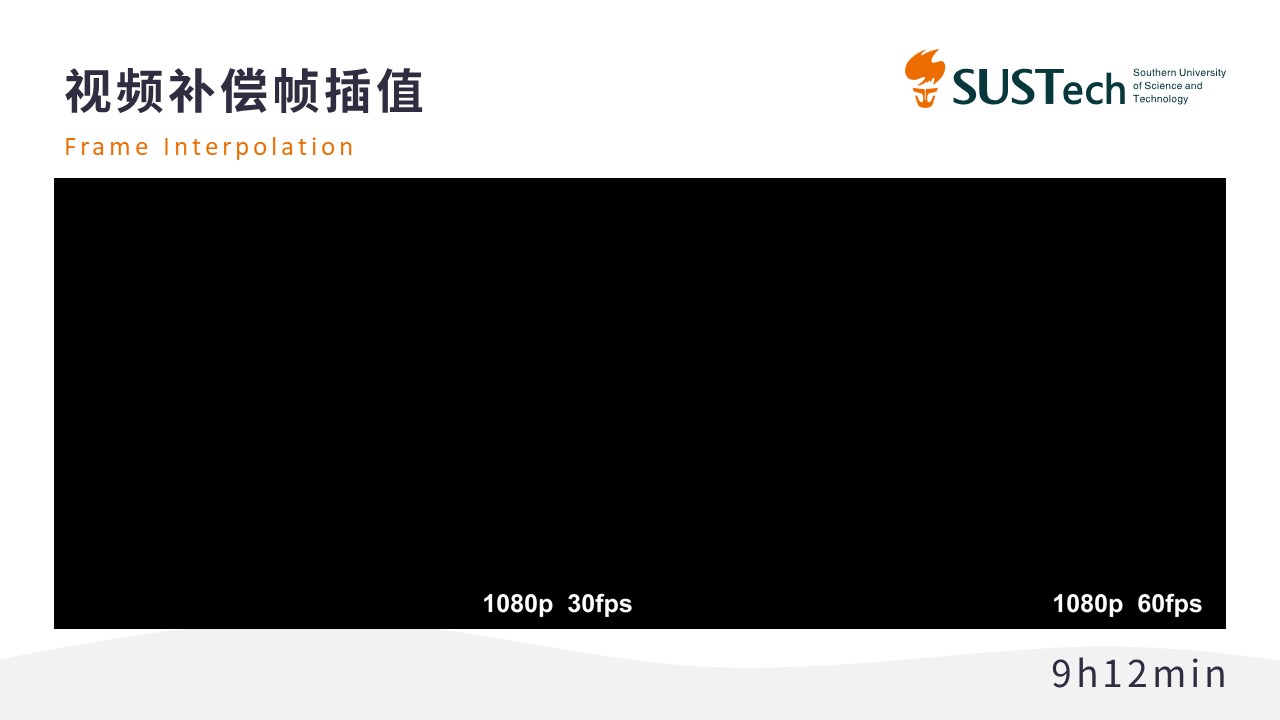 视频补偿帧插值
Frame Interpolation
SUSTech
Southern University
of Science and
Technology
1080p 30fps
1080p 60fps
9h12min